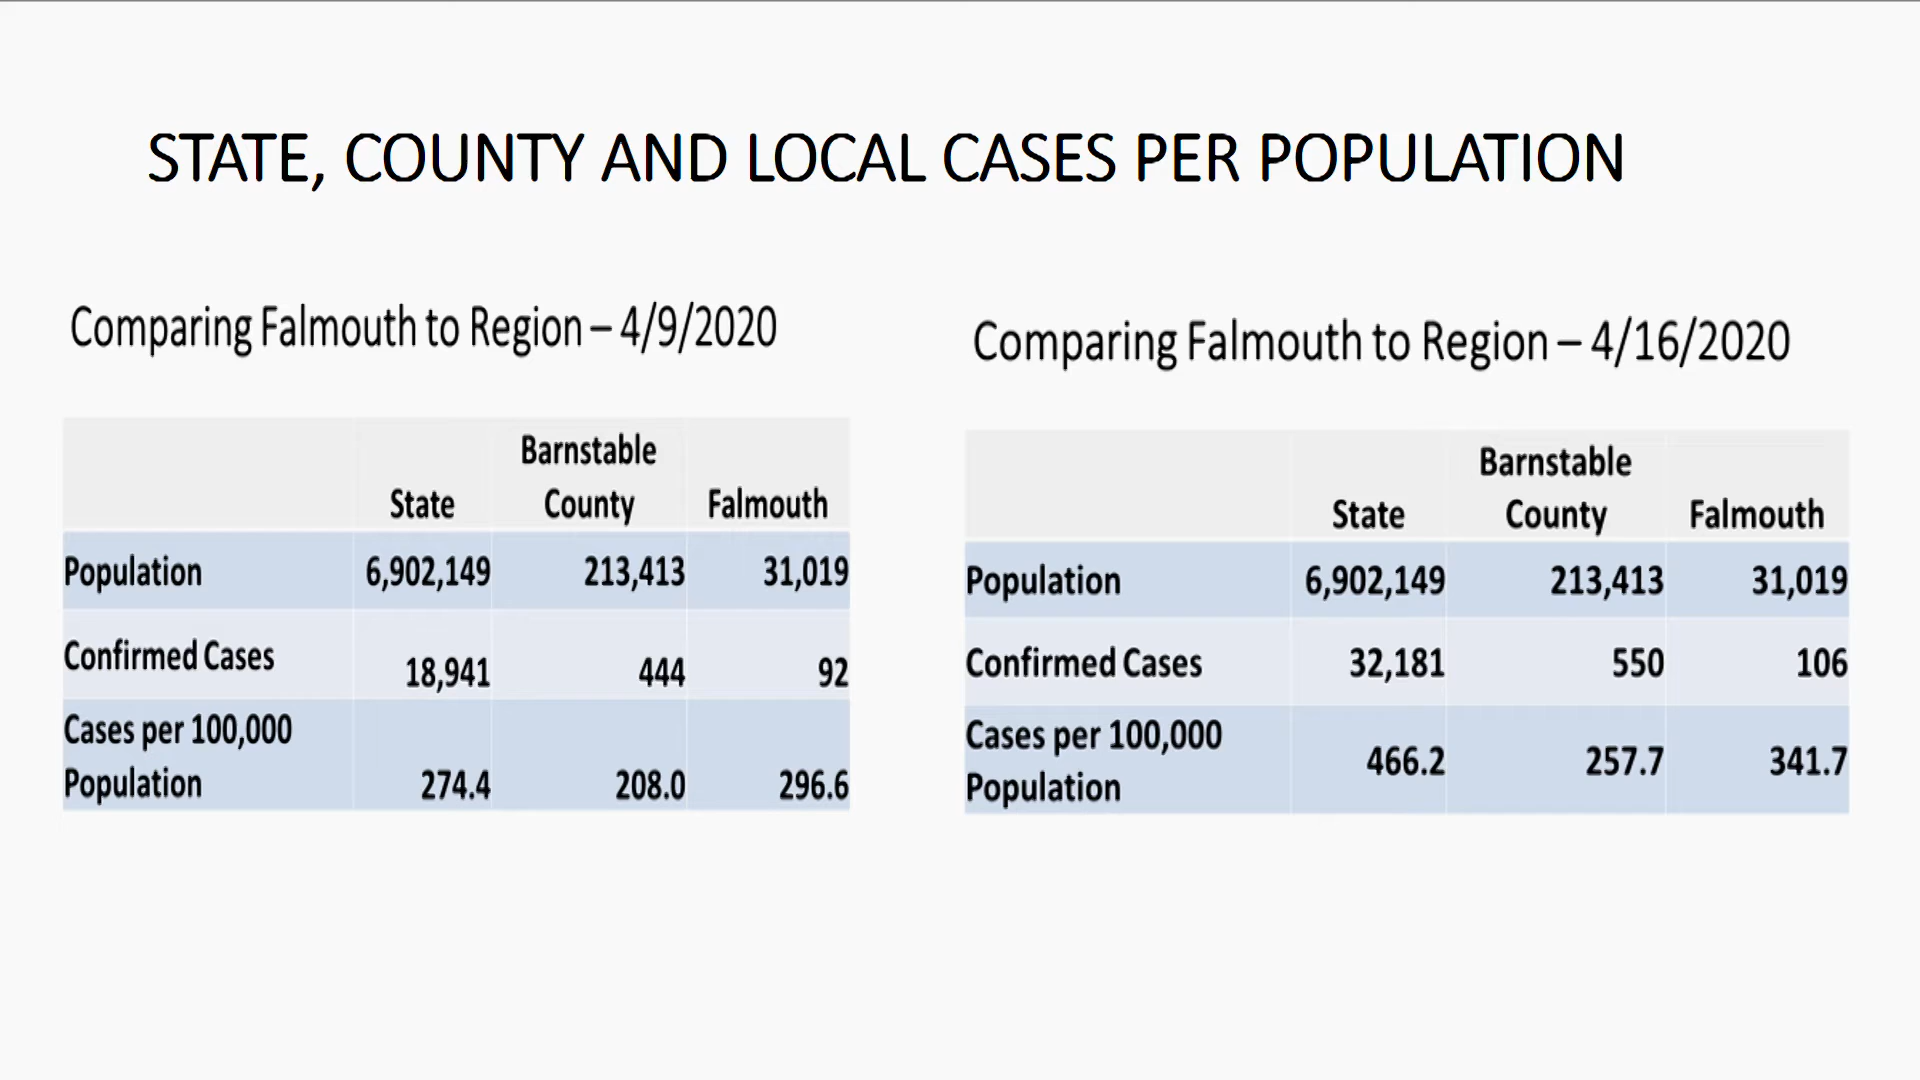 STATE, COUNTY AND LOCAL CASES PER POPULATION
Comparing Falmouth to Region – 4/9/2020
Barnstable
State County Falmouth
Population 6,902,149 213,413 31,019
Confirmed Cases 18,941 444 92
Cases per 100,000
Population 274.4 208.0 296.6
Comparing Falmouth to Region – 4/16/2020
Barnstable
State County Falmouth
Population 6,902,149 213,413 31,019
Confirmed Cases 32,181 550 106
Cases per 100,000
Population 466.2 257.7 341.7